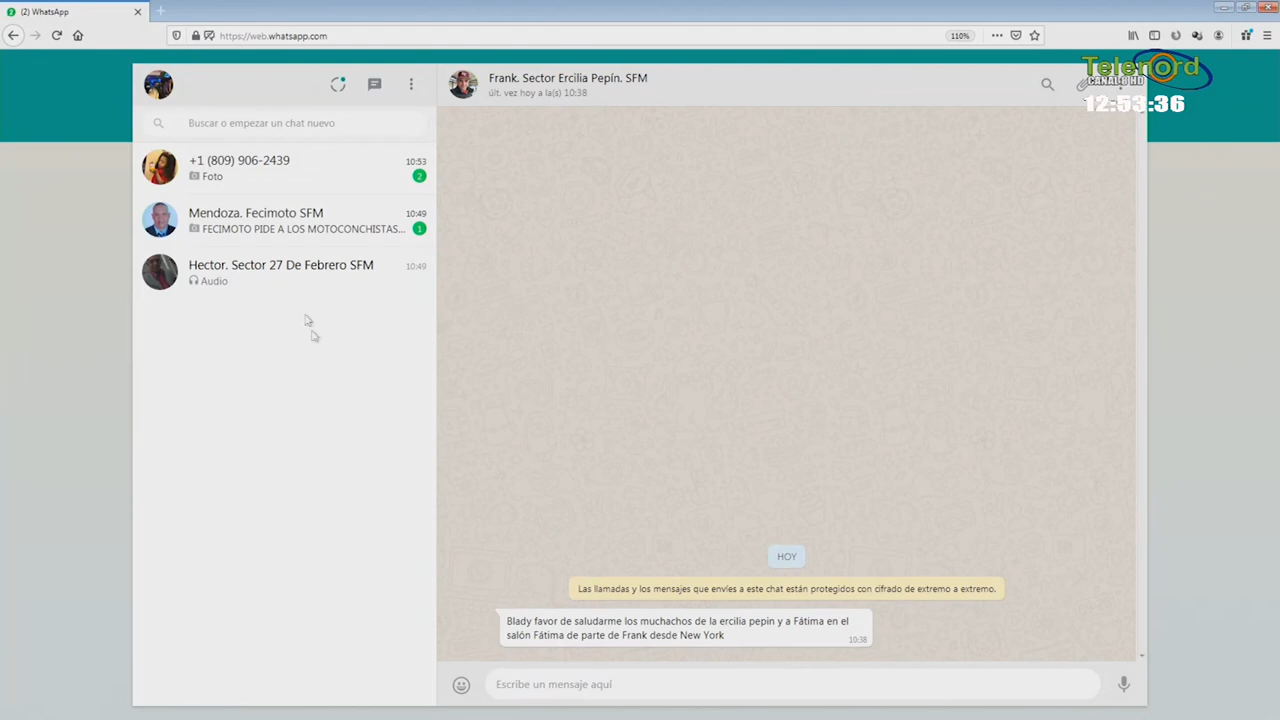 (2) WhatsApp
https://web.whatsapp.com
110%
Telenord
CANAL 8 HD
12:53:36
Frank. Sector Ercilia Pepín. SFM
últ. vez hoy a la(s) 10:38
Buscar o empezar un chat nuevo
+1 (809) 906-2439
10:53
Foto
2
Mendoza. Fecimoto SFM
10:49
FECIMOTO PIDE A LOS MOTOCONCHISTAS...
1
Hector. Sector 27 De Febrero SFM
10:49
Audio
HOY
Las llamadas y los mensajes que envíes a este chat están protegidos con cifrado de extremo a extremo.
Blady favor de saludarme los muchachos de la ercilia pepin y a Fátima en el
salón Fátima de parte de Frank desde New York
10:38
Escribe un mensaje aquí